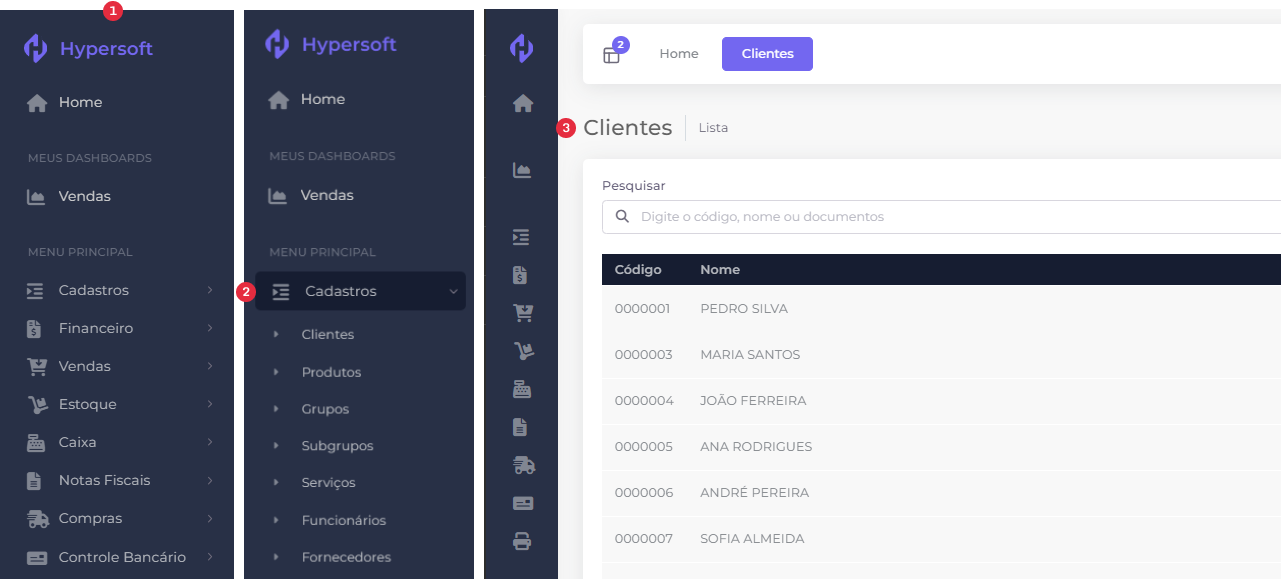 1
Hypersoft
Home
MEUS DASHBOARDS
Vendas
MENU PRINCIPAL
Cadastros
Financeiro
Vendas
Estoque
Caixa
Notas Fiscais
Compras
Controle Bancário
Hypersoft
Home
MEUS DASHBOARDS
Vendas
MENU PRINCIPAL
2
Cadastros
Clientes
Produtos
Grupos
Subgrupos
Serviços
Funcionários
Fornecedores
2
Home
Clientes
3
Clientes
Lista
Pesquisar
Digite o código, nome ou documentos
Código Nome
0000001 PEDRO SILVA
0000003 MARIA SANTOS
0000004 JOÃO FERREIRA
0000005 ANA RODRIGUES
0000006 ANDRÉ PEREIRA
0000007 SOFIA ALMEIDA